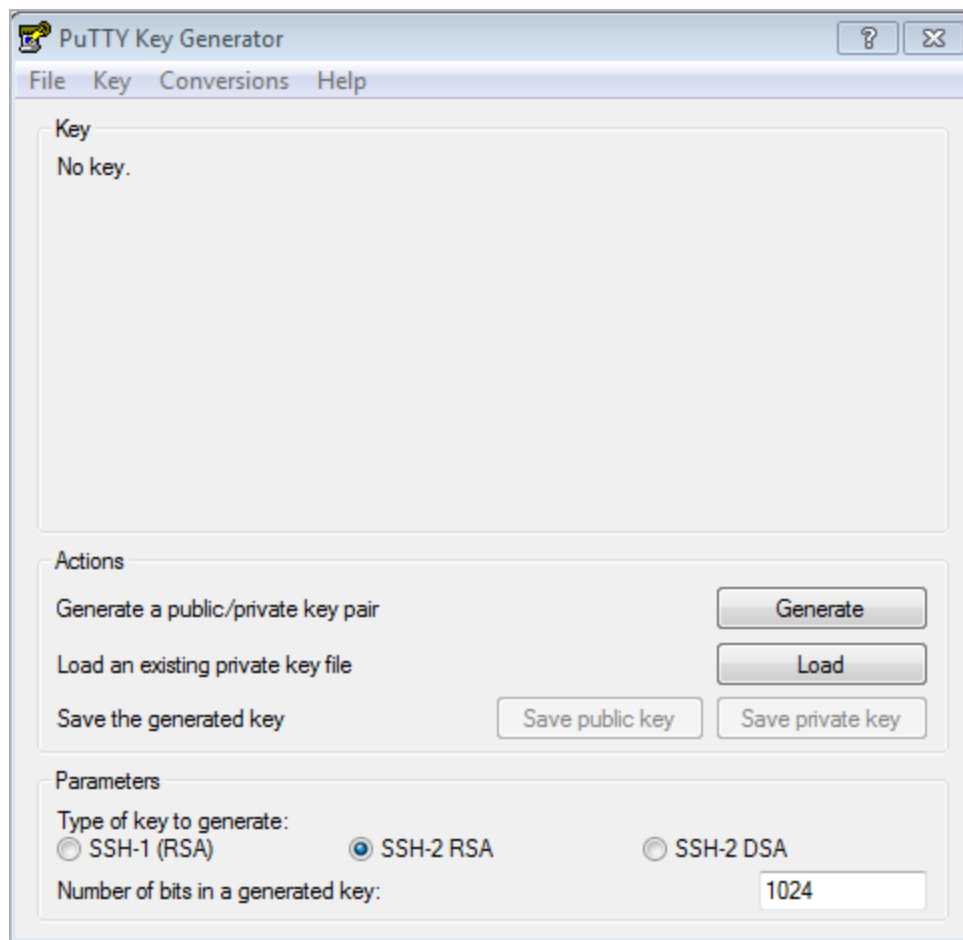 PuTTY Key Generator
File Key Conversions Help
Key
No key.
Actions
Generate a public/private key pair Generate
Load an existing private key file Load
Save the generated key Save public key Save private key
Parameters
Type of key to generate:
SSH-1 (RSA) SSH-2 RSA SSH-2 DSA
Number of bits in a generated key: 1024